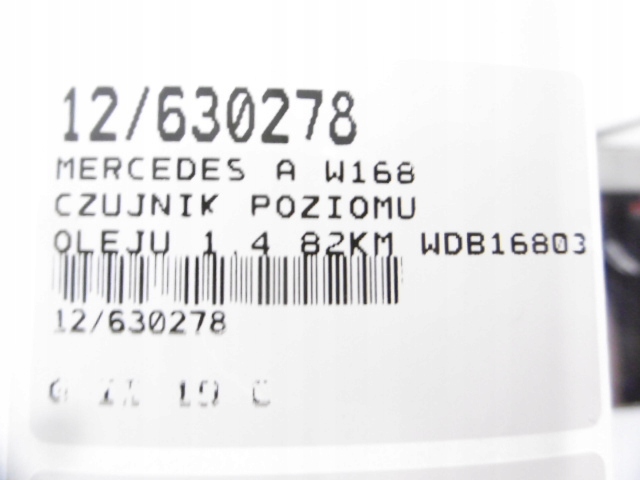 12/630278
MERCEDES A W168
CZUJNIK POZIOMU
OLEJU 1.4 82KM WDB16803
12/630278